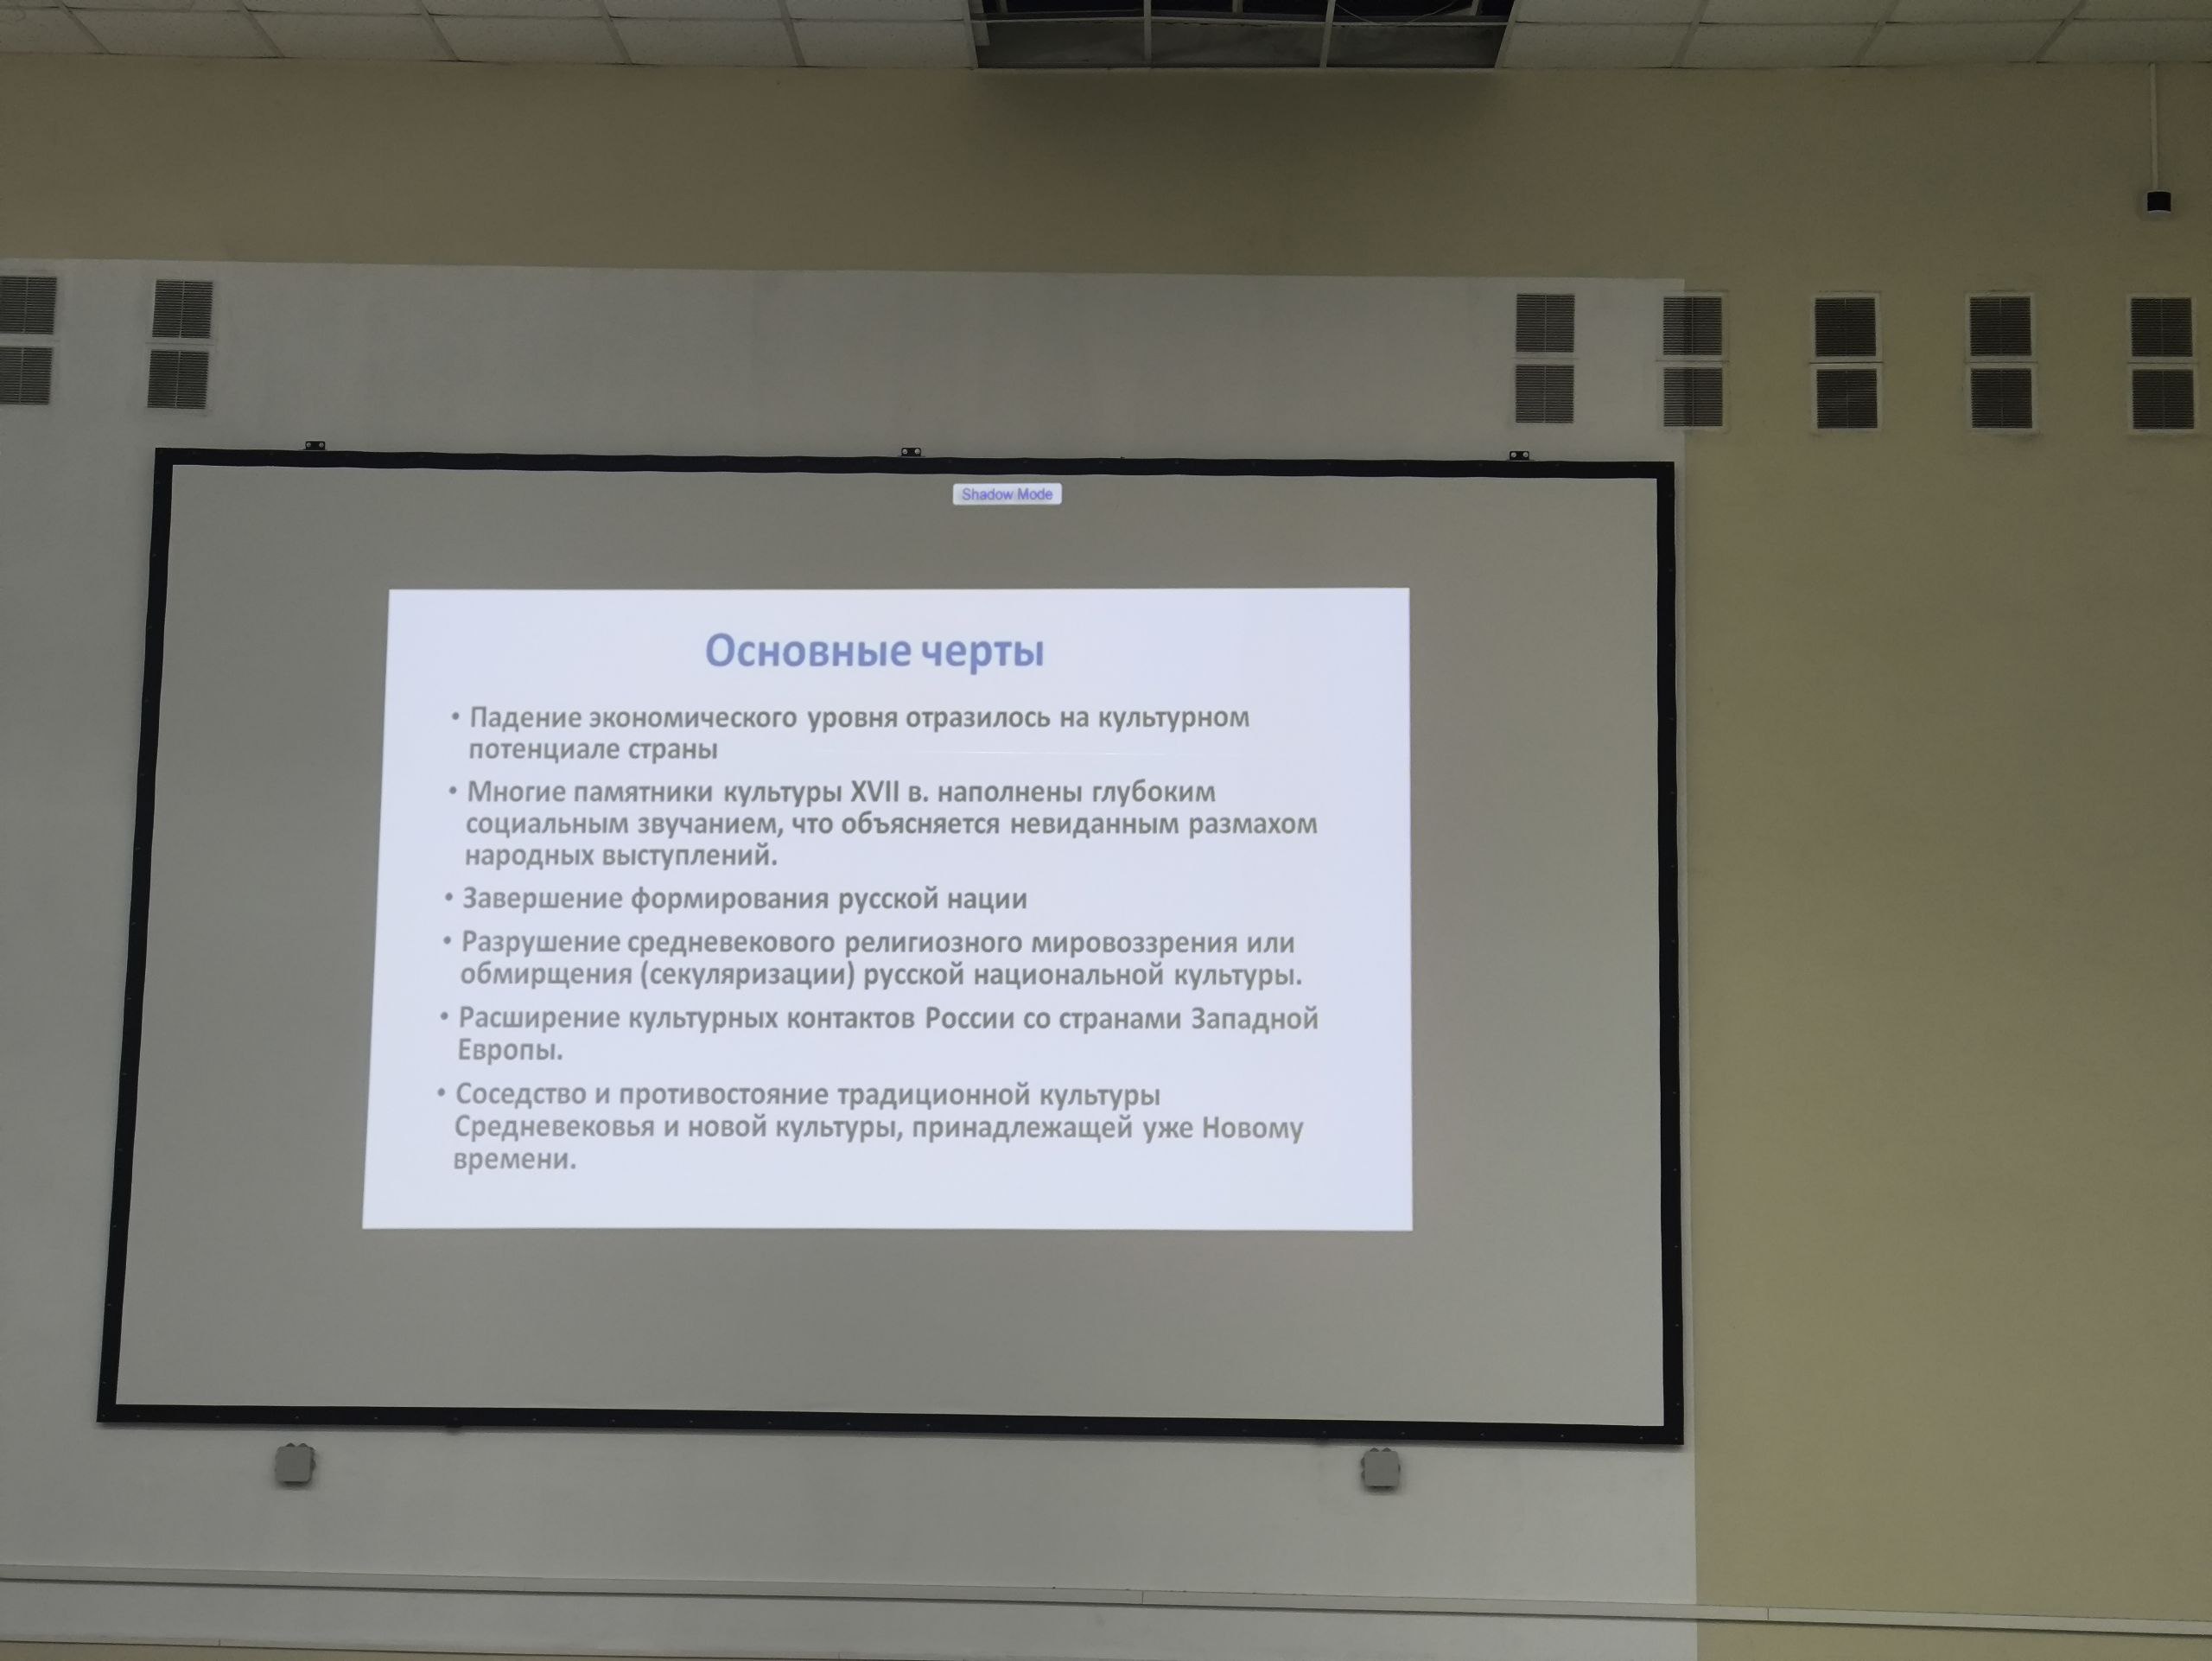 Shadow Mode
Основные черты
• Падение экономического уровня отразилось на культурном
потенциале страны
• Многие памятники культуры XVII в. наполнены глубоким
социальным звучанием, что объясняется невиданным размахом
народных выступлений.
• Завершение формирования русской нации
• Разрушение средневекового религиозного мировоззрения или
обмирщения (секуляризации) русской национальной культуры.
• Расширение культурных контактов России со странами Западной
Европы.
• Соседство и противостояние традиционной культуры
Средневековья и новой культуры, принадлежащей уже Новому
времени.